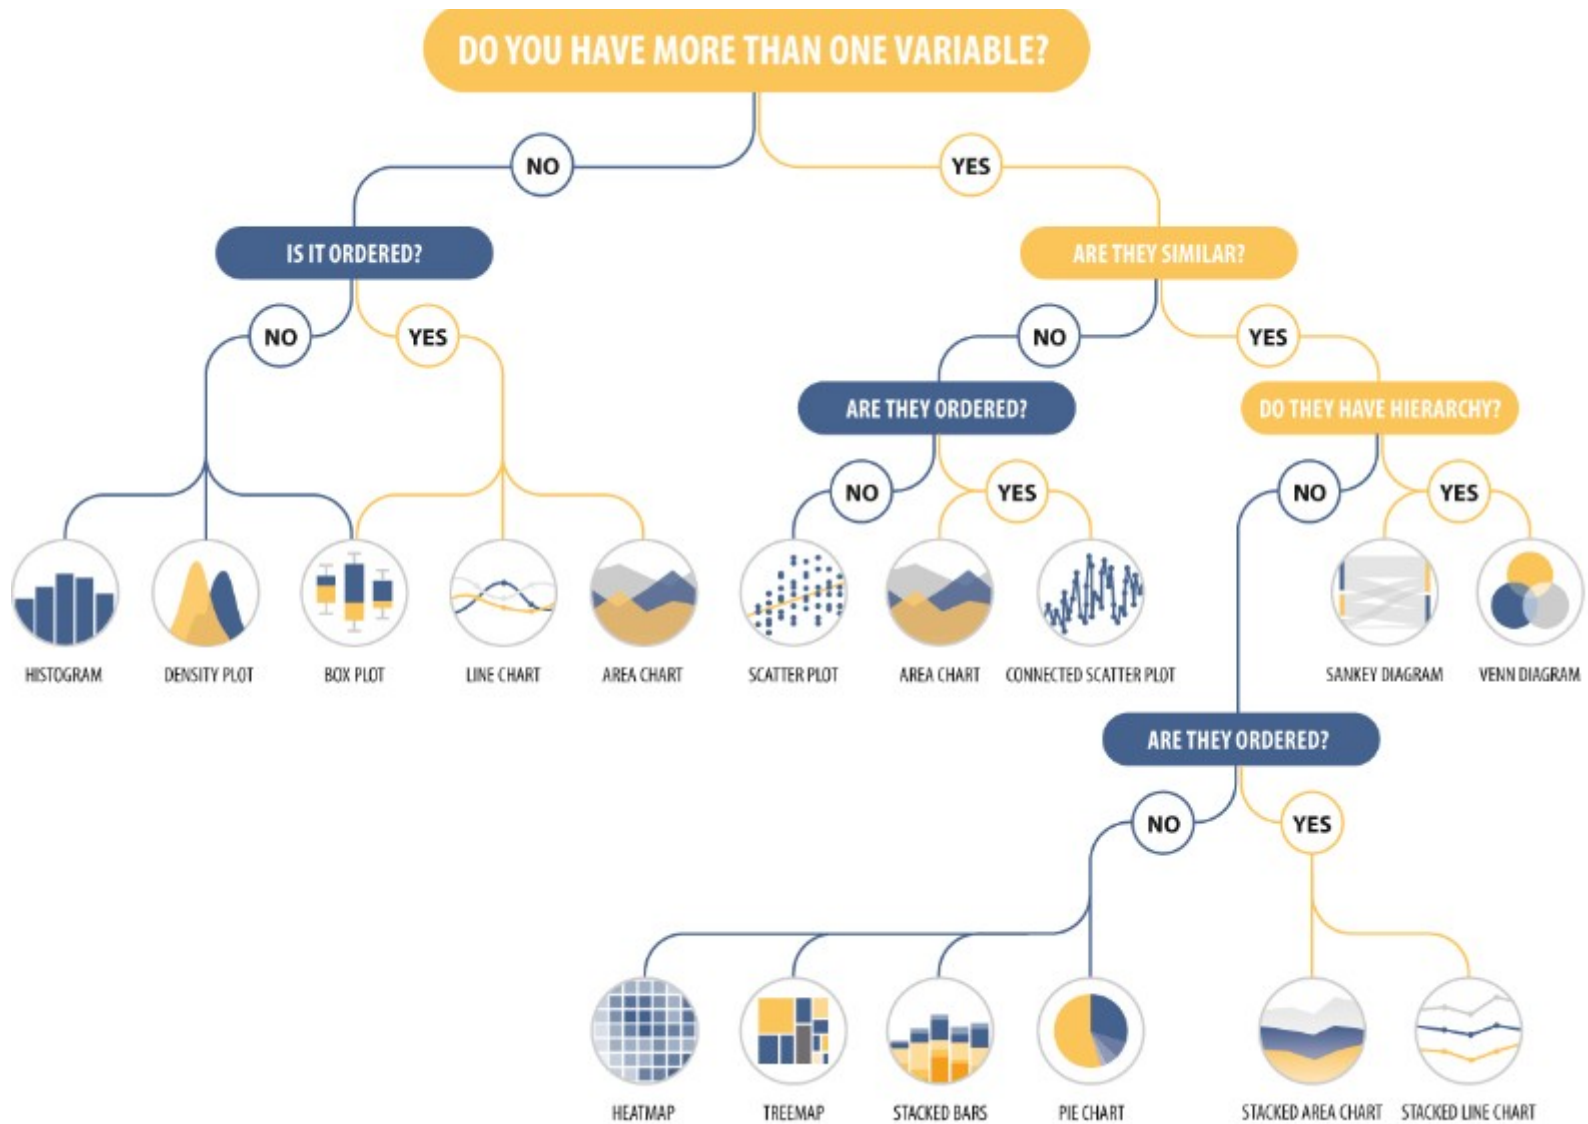 DO YOU HAVE MORE THAN ONE VARIABLE?
NO
YES
IS IT ORDERED?
ARE THEY SIMILAR?
NO
YES
NO
YES
ARE THEY ORDERED?
DO THEY HAVE HIERARCHY?
NO
YES
NO
YES
HISTOGRAM
DENSITY PLOT
BOX PLOT
LINE CHART
AREA CHART
SCATTER PLOT
AREA CHART
CONNECTED SCATTER PLOT
SANKEY DIAGRAM
VENN DIAGRAM
ARE THEY ORDERED?
NO
YES
HEATMAP
TREEMAP
STACKED BARS
PIE CHART
STACKED AREA CHART
STACKED LINE CHART